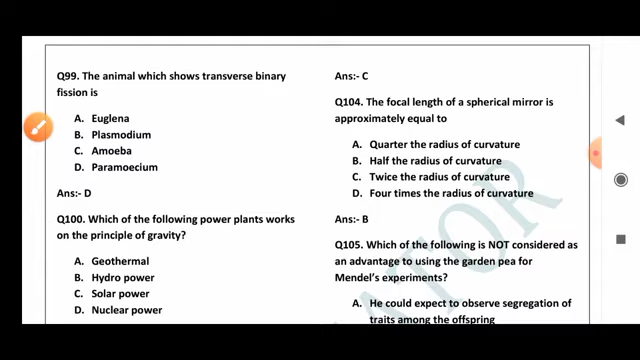 Q99. The animal which shows transverse binary
fission is
A. Euglena
B. Plasmodium
C. Amoeba
D. Paramoecium
Ans:- D
Q100. Which of the following power plants works
on the principle of gravity?
A. Geothermal
B. Hydro power
C. Solar power
D. Nuclear power
Ans:- C
Q104. The focal length of a spherical mirror is
approximately equal to
A. Quarter the radius of curvature
B. Half the radius of curvature
C. Twice the radius of curvature
D. Four times the radius of curvature
Ans:- B
Q105. Which of the following is NOT considered as
an advantage to using the garden pea for
Mendel's experiments?
A. He could expect to observe segregation of
traits among the offspring